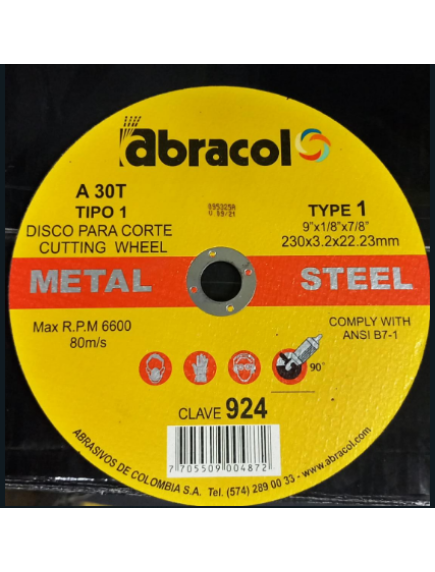 abracol
A 30T
TIPO 1
DISCO PARA CORTE
CUTTING WHEEL
V 09/21
TYPE 1
9"x1/8"x7/8"
230x3.2x22.23mm
METAL
STEEL
Max R.P.M 6600
80m/s
COMPLY WITH
ANSI B7-1
90°
CLAVE 924
7705509004872
ABRASIVOS DE COLOMBIA S.A. Tel. (574) 289 00 33 - www.abracol.com